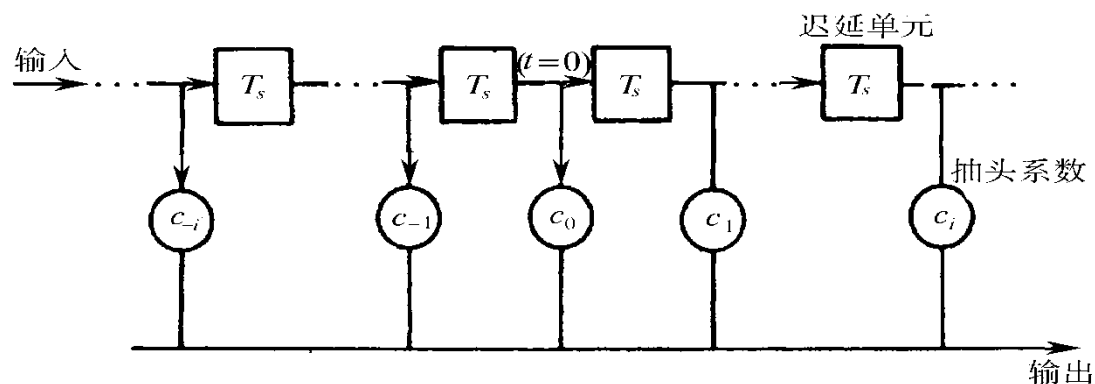 迟延单元
输入
(t=0)
T_s
T_s
T_s
T_s
抽头系数
c_{-i}
c_{-1}
c_0
c_1
c_i
输出